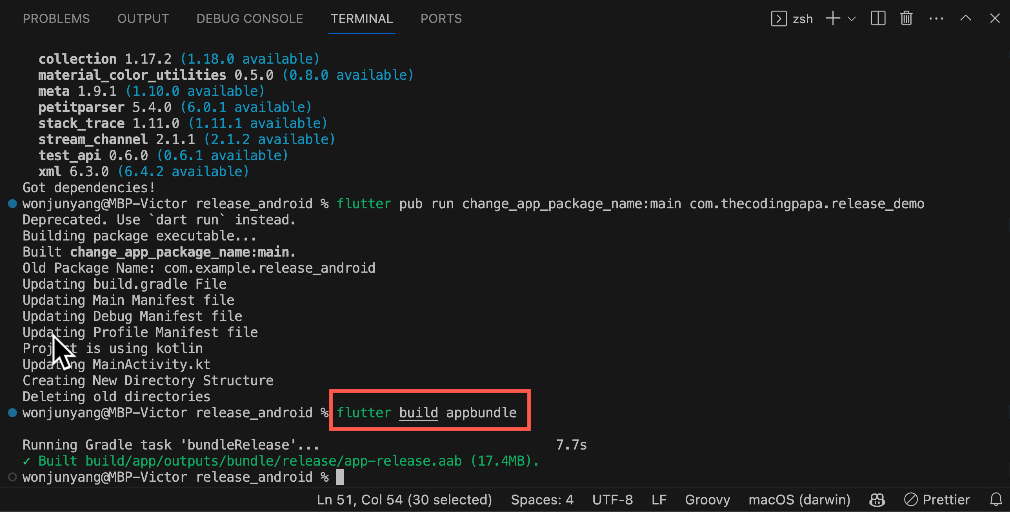 PROBLEMS OUTPUT DEBUG CONSOLE TERMINAL PORTS zsh
collection 1.17.2 (1.18.0 available)
material_color_utilities 0.5.0 (0.8.0 available)
meta 1.9.1 (1.10.0 available)
petitparser 5.4.0 (6.0.1 available)
stack_trace 1.11.0 (1.11.1 available)
stream_channel 2.1.1 (2.1.2 available)
test_api 0.6.0 (0.6.1 available)
xml 6.3.0 (6.4.2 available)
Got dependencies!
wonjunyang@MBP-Victor release_android % flutter pub run change_app_package_name:main com.thecodingpapa.release_demo
Deprecated. Use `dart run` instead.
Building package executable...
Built change_app_package_name:main.
Old Package Name: com.example.release_android
Updating build.gradle File
Updating Main Manifest file
Updating Debug Manifest file
Updating Profile Manifest file
Project is using kotlin
Updating MainActivity.kt
Creating New Directory Structure
Deleting old directories
wonjunyang@MBP-Victor release_android % flutter build appbundle
Running Gradle task 'bundleRelease'... 7.7s
✓ Built build/app/outputs/bundle/release/app-release.aab (17.4MB).
wonjunyang@MBP-Victor release_android %
Ln 51, Col 54 (30 selected) Spaces: 4 UTF-8 LF Groovy macOS (darwin) Prettier